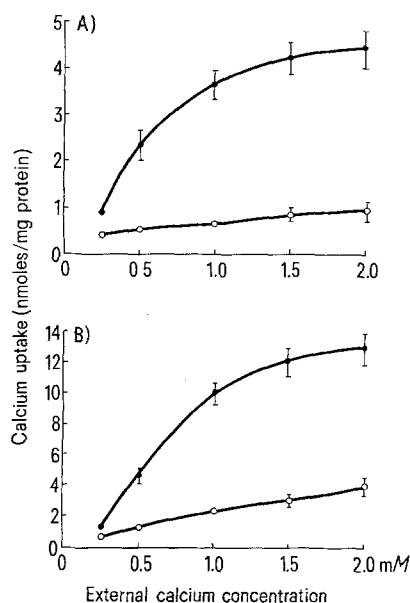 A)
5
4
3
2
1
0
0 0 5 1.0 1.5 2.0
Calcium uptake (nmoles/mg protein)
B)
14
12
10
8
6
4
2
0
0 0.5 1.0 1.5 2.0 mM
External calcium concentration